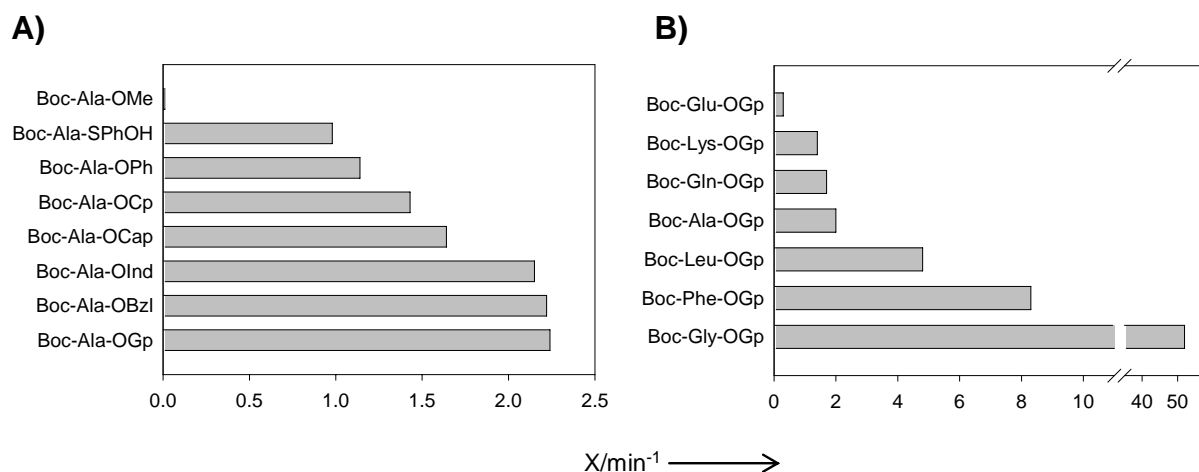 A)
Boc-Ala-OMe
Boc-Ala-SPhOH
Boc-Ala-OPh
Boc-Ala-OCp
Boc-Ala-OCap
Boc-Ala-OInd
Boc-Ala-OBzl
Boc-Ala-OGp
0.0 0.5 1.0 1.5 2.0 2.5
B)
Boc-Glu-OGp
Boc-Lys-OGp
Boc-Gln-OGp
Boc-Ala-OGp
Boc-Leu-OGp
Boc-Phe-OGp
Boc-Gly-OGp
0 2 4 6 8 10 40 50
X/min⁻¹